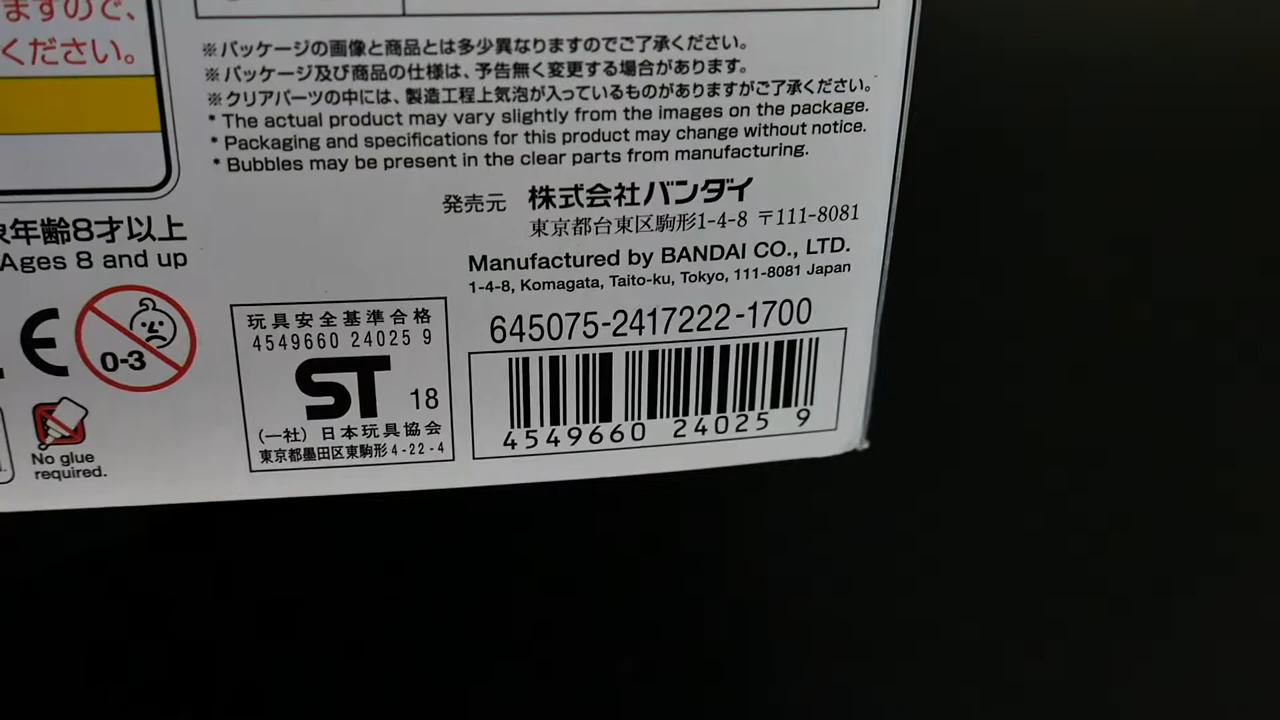 ますので、
ください。
※パッケージの画像と商品とは多少異なりますのでご了承ください。
※パッケージ及び商品の仕様は、予告無く変更する場合があります。
※クリアパーツの中には、製造工程上気泡が入っているものがありますがご了承ください。
* The actual product may vary slightly from the images on the package.
* Packaging and specifications for this product may change without notice.
* Bubbles may be present in the clear parts from manufacturing.
発売元 株式会社バンダイ
東京都台東区駒形1-4-8 〒111-8081
Manufactured by BANDAI CO., LTD.
1-4-8, Komagata, Taito-ku, Tokyo, 111-8081 Japan
年齢8才以上
Ages 8 and up
CE
0-3
No glue
required.
玩具安全基準合格
4549660 24025 9
ST 18
(一社) 日本玩具協会
東京都墨田区東駒形4-22-4
645075-2417222-1700
4549660 24025 9